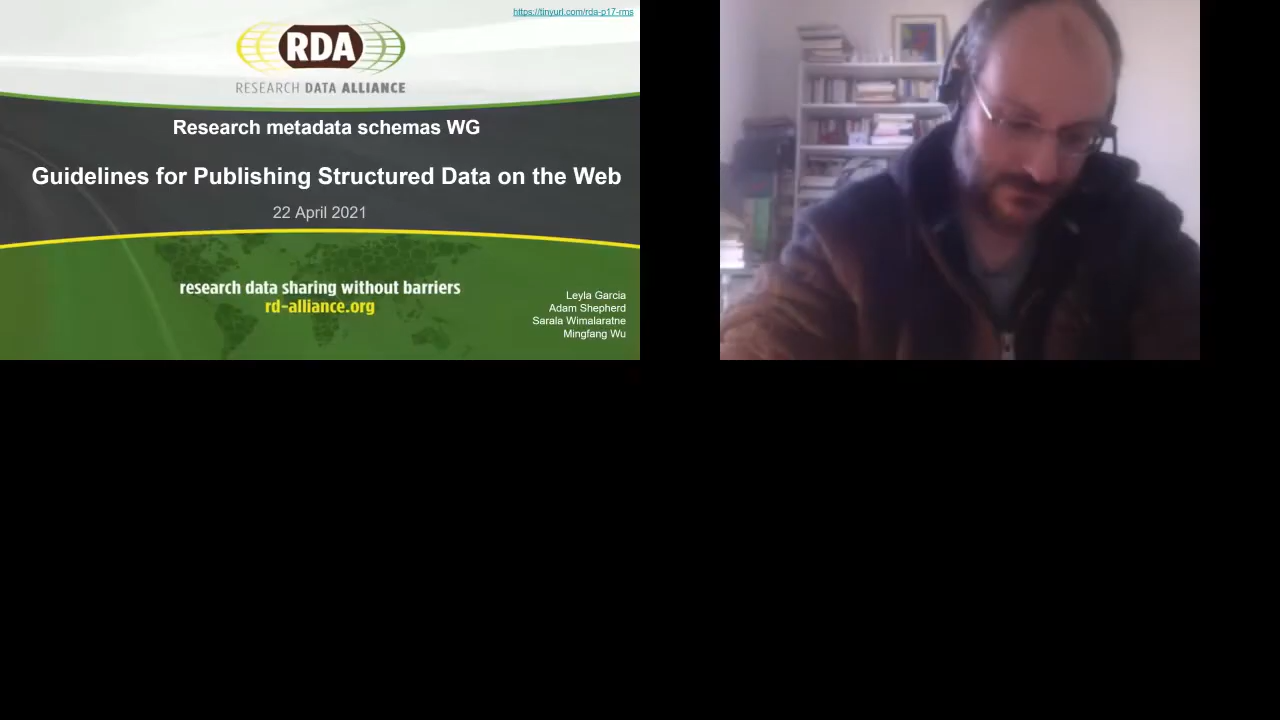 https://tinyurl.com/rda-p17-rms
RDA
RESEARCH DATA ALLIANCE
Research metadata schemas WG
Guidelines for Publishing Structured Data on the Web
22 April 2021
research data sharing without barriers
rd-alliance.org
Leyla Garcia
Adam Shepherd
Sarala Wimalaratne
Mingfang Wu